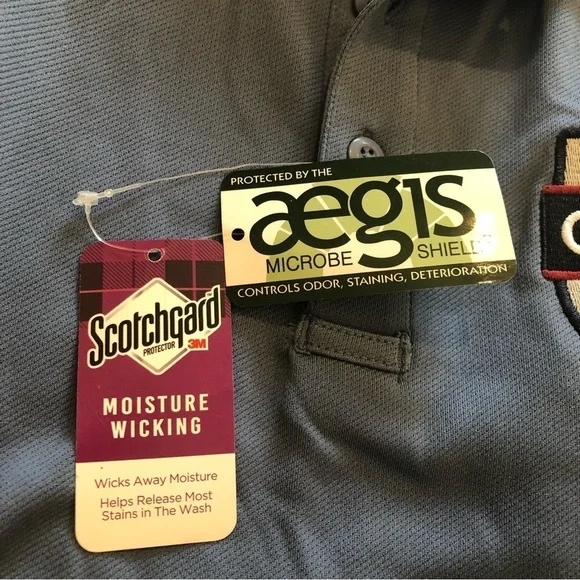 PROTECTED BY THE
aegis
MICROBE SHIELD
CONTROLS ODOR, STAINING, DETERIORATION
Scotchgard
PROTECTOR 3M
MOISTURE
WICKING
Wicks Away Moisture
Helps Release Most
Stains in The Wash